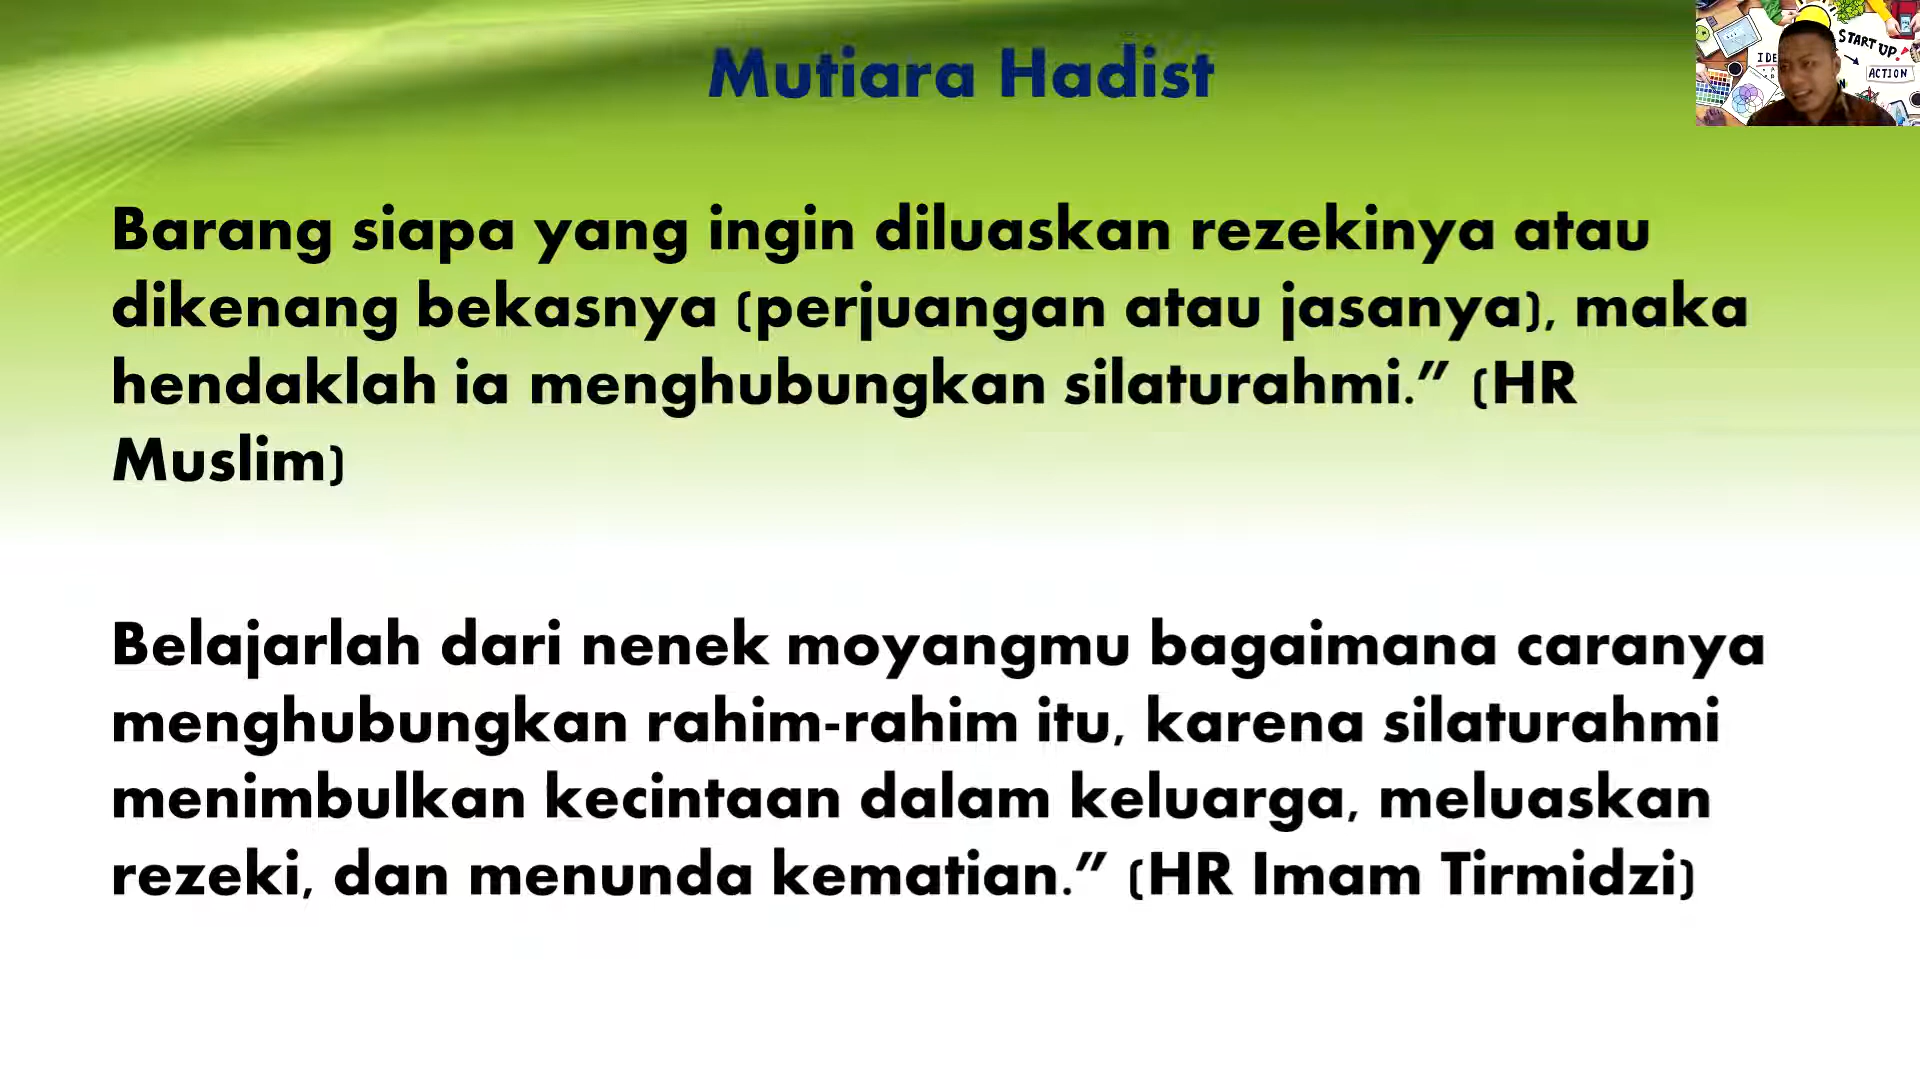 Mutiara Hadist
START UP!
IDE
ACTION
Barang siapa yang ingin diluaskan rezekinya atau
dikenang bekasnya (perjuangan atau jasanya), maka
hendaklah ia menghubungkan silaturahmi.” (HR
Muslim)
Belajarlah dari nenek moyangmu bagaimana caranya
menghubungkan rahim-rahim itu, karena silaturahmi
menimbulkan kecintaan dalam keluarga, meluaskan
rezeki, dan menunda kematian.” (HR Imam Tirmidzi)